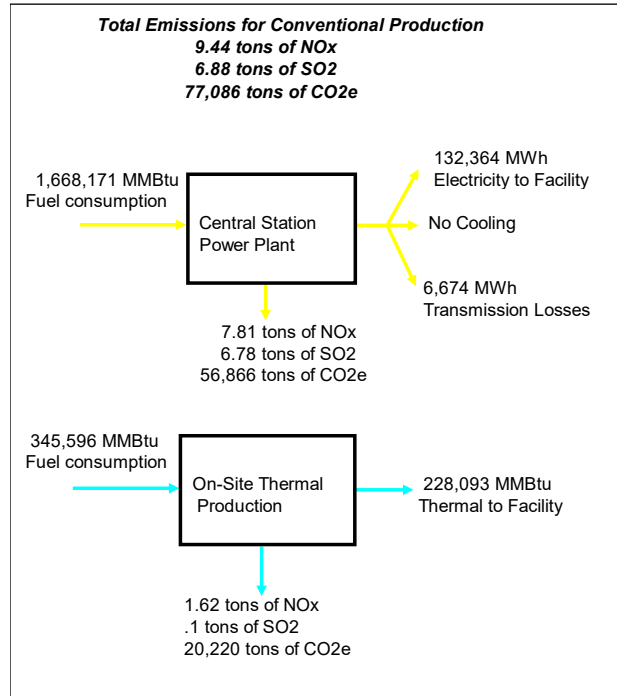 Total Emissions for Conventional Production
9.44 tons of NOx
6.88 tons of SO2
77,086 tons of CO2e
1,668,171 MMBtu
Fuel consumption
Central Station
Power Plant
132,364 MWh
Electricity to Facility
No Cooling
6,674 MWh
Transmission Losses
7.81 tons of NOx
6.78 tons of SO2
56,866 tons of CO2e
345,596 MMBtu
Fuel consumption
On-Site Thermal
Production
228,093 MMBtu
Thermal to Facility
1.62 tons of NOx
.1 tons of SO2
20,220 tons of CO2e